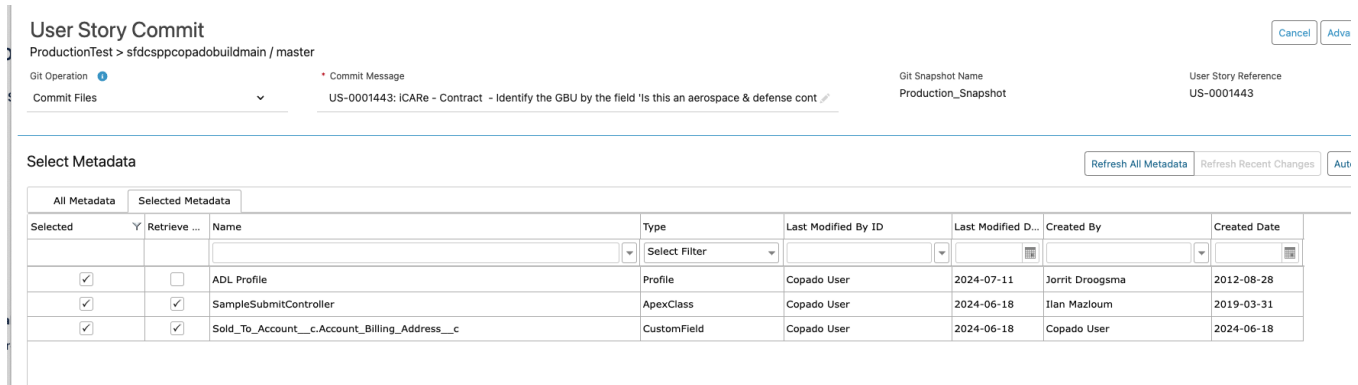 User Story Commit
Cancel Adva
ProductionTest > sfdcsppcopadobuildmain / master
Git Operation * Commit Message Git Snapshot Name User Story Reference
Commit Files US-0001443: iCARe - Contract - Identify the GBU by the field 'Is this an aerospace & defense cont Production_Snapshot US-0001443
Select Metadata
Refresh All Metadata Refresh Recent Changes Aut
All Metadata Selected Metadata
Selected Retrieve ... Name Type Last Modified By ID Last Modified D... Created By Created Date
Select Filter
ADL Profile Profile Copado User 2024-07-11 Jorrit Droogsma 2012-08-28
SampleSubmitController ApexClass Copado User 2024-06-18 Ilan Mazloum 2019-03-31
Sold_To_Account__c.Account_Billing_Address__c CustomField Copado User 2024-06-18 Copado User 2024-06-18